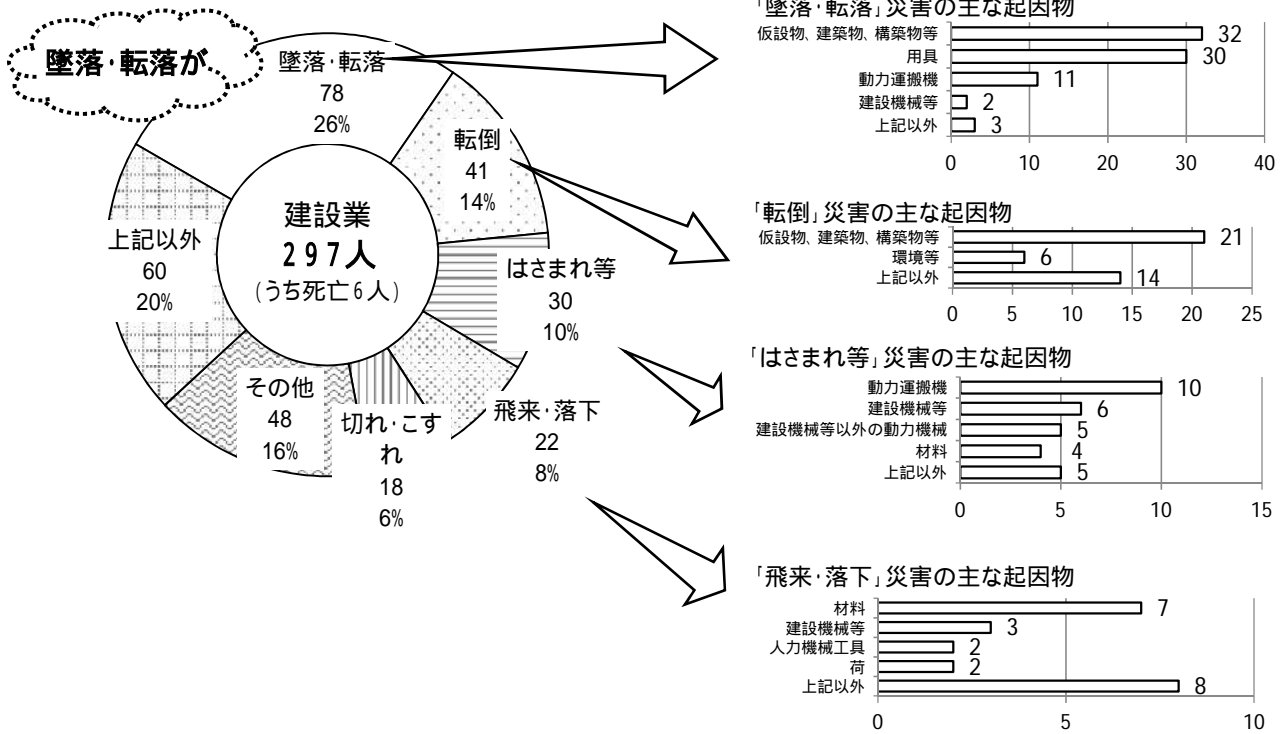 墜落・転落が
墜落・転落
78
26%
転倒
41
14%
はさまれ等
30
10%
飛来・落下
22
8%
切れ・こす
れ
18
6%
その他
48
16%
上記以外
60
20%
建設業
297人
(うち死亡6人)
「墜落・転落」災害の主な起因物
仮設物、建築物、構築物等
32
用具
30
動力運搬機
11
建設機械等
2
上記以外
3
0 10 20 30 40
「転倒」災害の主な起因物
仮設物、建築物、構築物等
21
環境等
6
上記以外
14
0 5 10 15 20 25
「はさまれ等」災害の主な起因物
動力運搬機
10
建設機械等
6
建設機械等以外の動力機械
5
材料
4
上記以外
5
0 5 10 15
「飛来・落下」災害の主な起因物
材料
7
建設機械等
3
人力機械工具
2
荷
2
上記以外
8
0 5 10